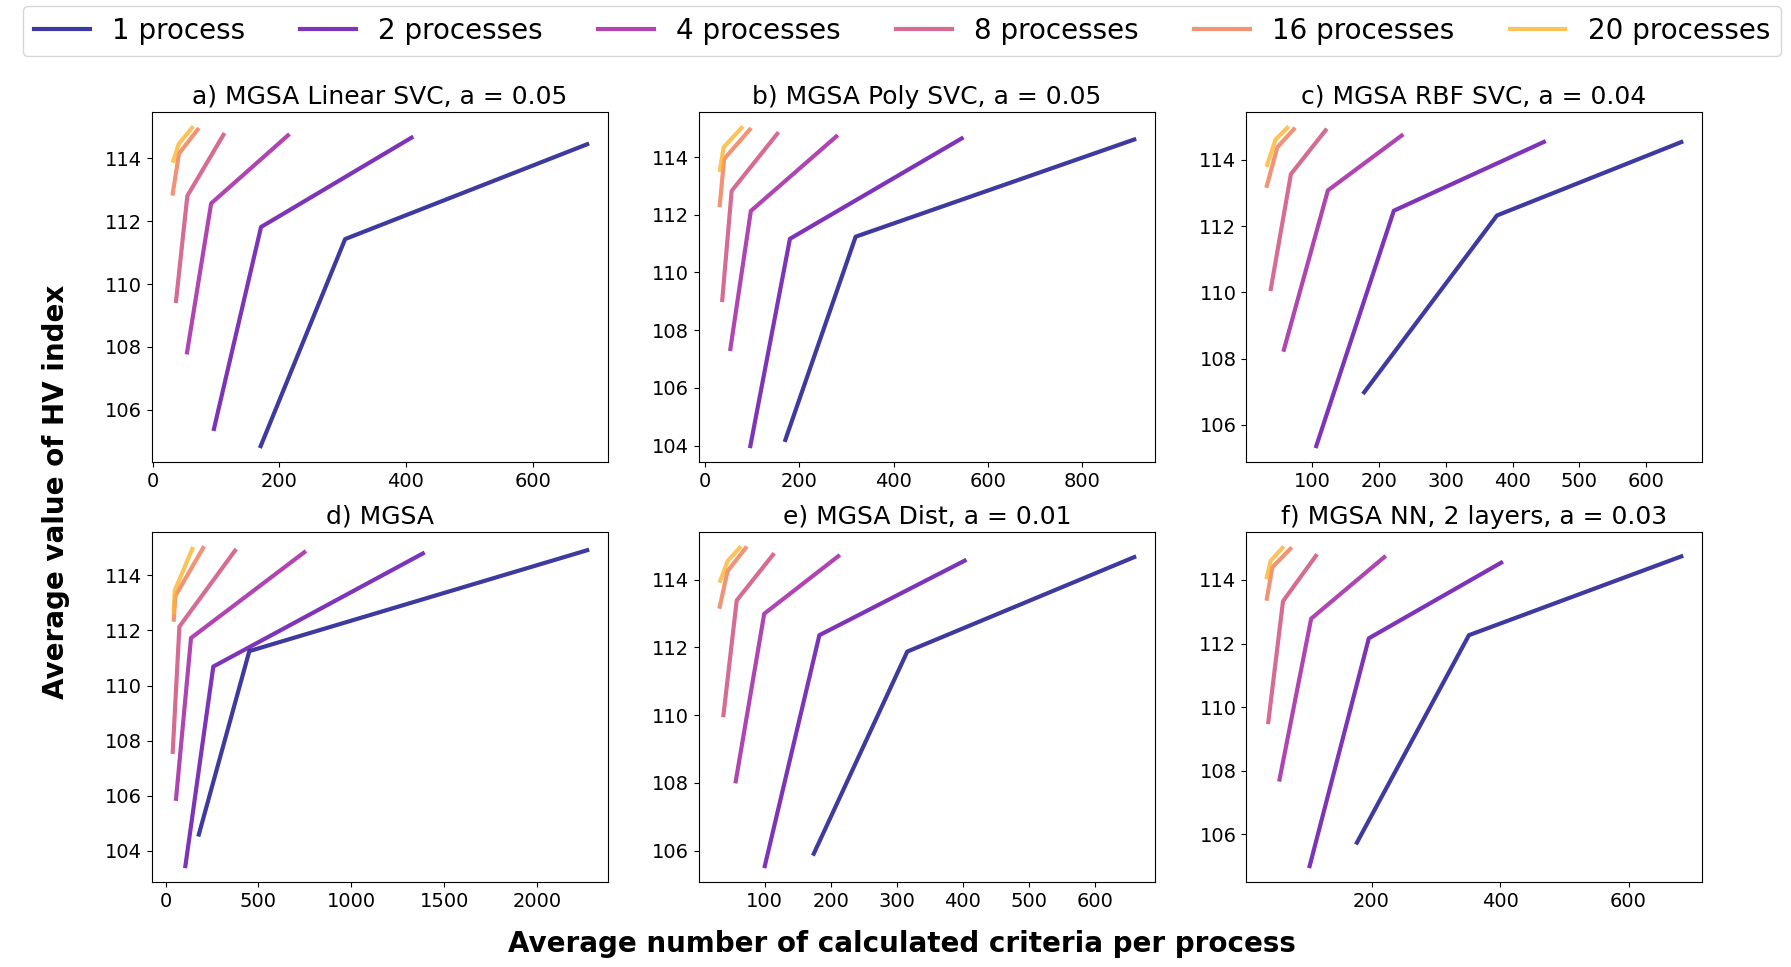 1 process 2 processes 4 processes 8 processes 16 processes 20 processes
a) MGSA Linear SVC, a = 0.05
114
112
110
108
106
0 200 400 600
b) MGSA Poly SVC, a = 0.05
114
112
110
108
106
104
0 200 400 600 800
c) MGSA RBF SVC, a = 0.04
114
112
110
108
106
100 200 300 400 500 600
d) MGSA
114
112
110
108
106
104
0 500 1000 1500 2000
e) MGSA Dist, a = 0.01
114
112
110
108
106
100 200 300 400 500 600
f) MGSA NN, 2 layers, a = 0.03
114
112
110
108
106
200 400 600
Average value of HV index
Average number of calculated criteria per process